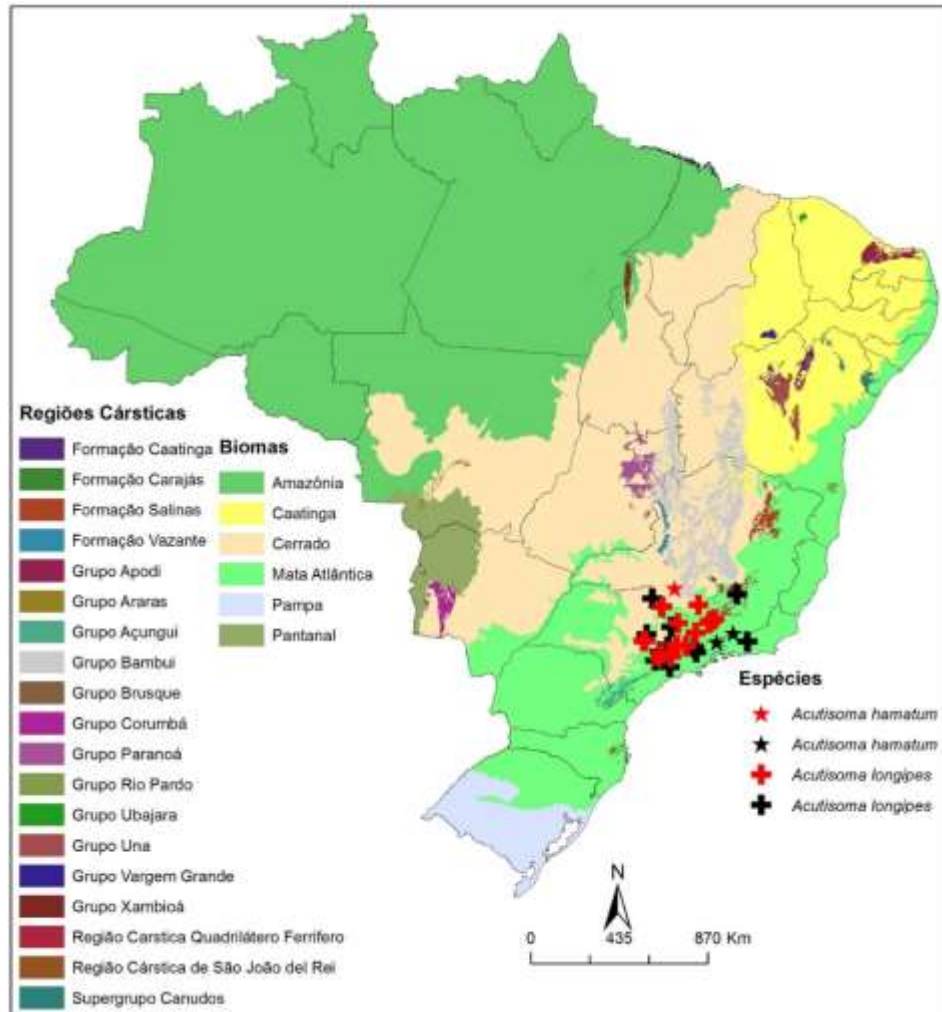 Regiões Cársticas
Formação Caatinga
Formação Carajás
Formação Salinas
Formação Vazante
Grupo Apodi
Grupo Araras
Grupo Açungui
Grupo Bambuí
Grupo Brusque
Grupo Corumbá
Grupo Paranoá
Grupo Rio Pardo
Grupo Ubajara
Grupo Una
Grupo Vargem Grande
Grupo Xambioá
Região Carstica Quadrilátero Ferrífero
Região Cárstica de São João del Rei
Supergrupo Canudos
Biomas
Amazônia
Caatinga
Cerrado
Mata Atlântica
Pampa
Pantanal
Espécies
Acutisoma hamatum
Acutisoma hamatum
Acutisoma longipes
Acutisoma longipes
N
0 435 870 Km